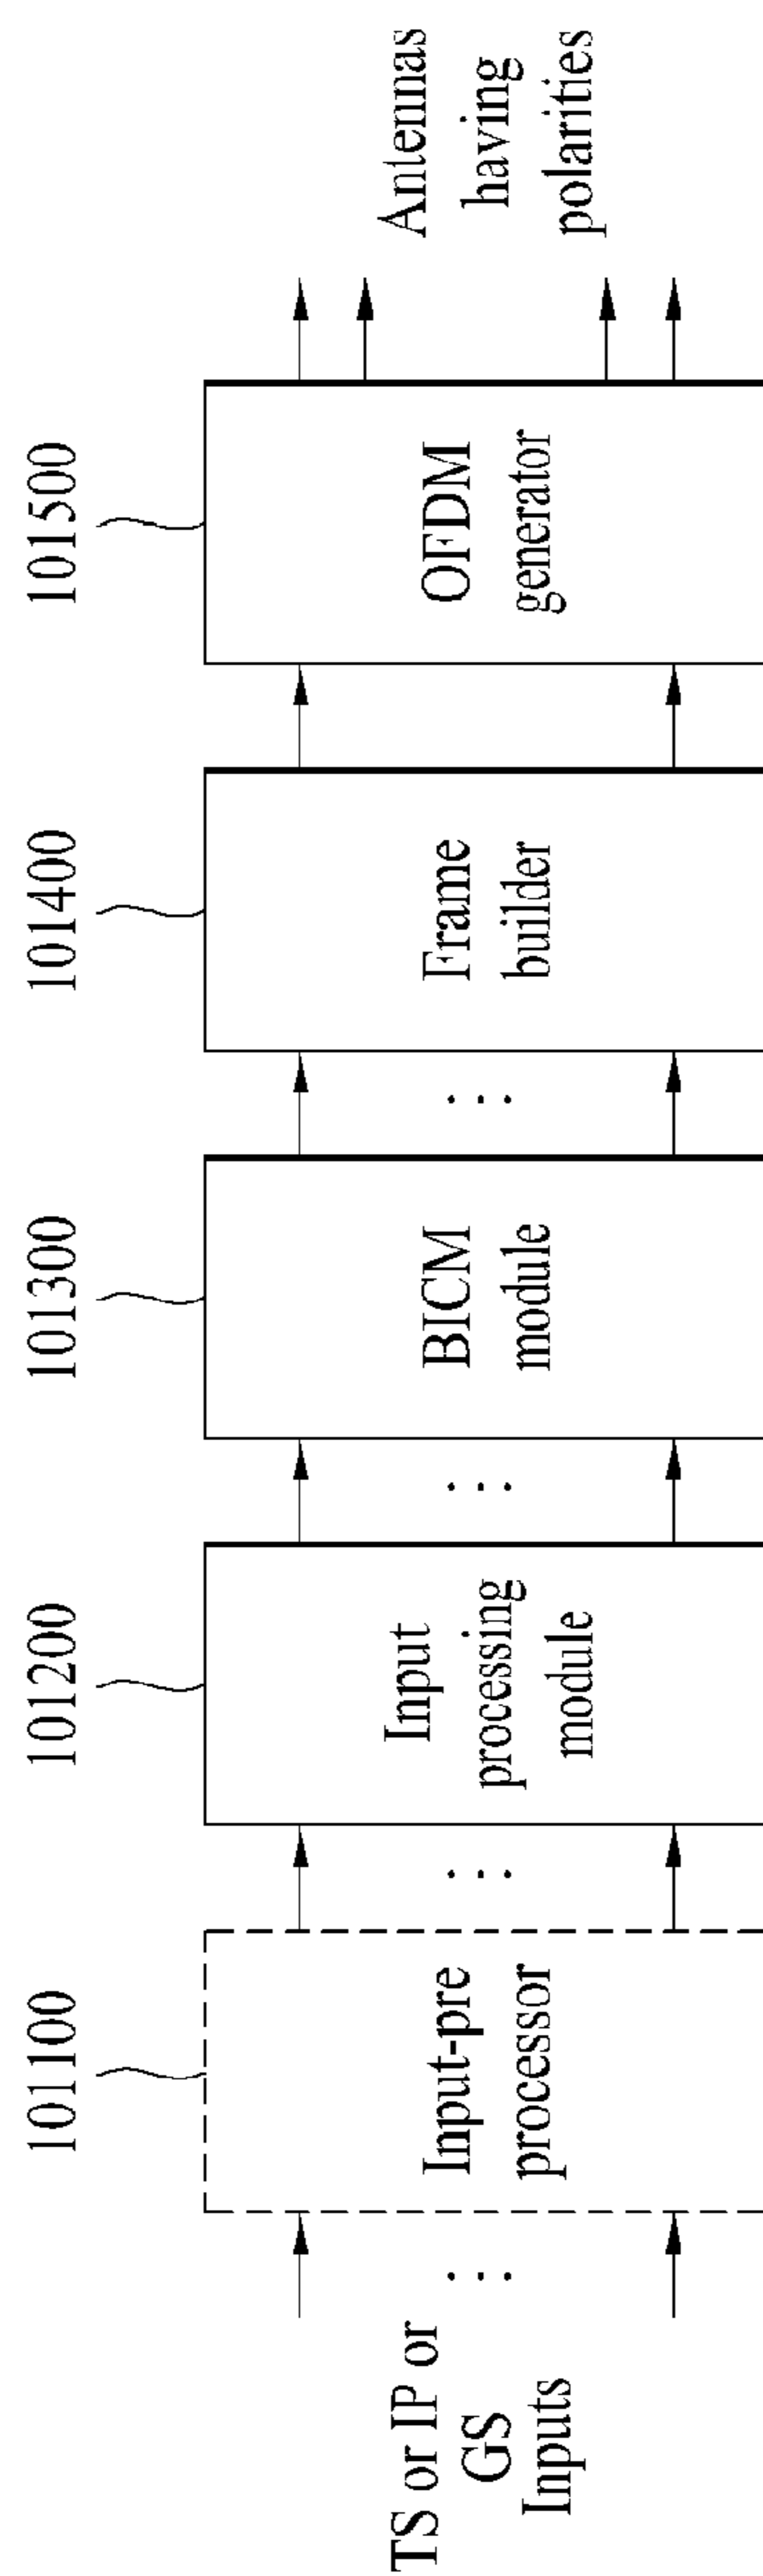 TS or IP or
GS
Inputs
101100
Input-pre
processor
101200
Input
processing
module
101300
BICM
module
101400
Frame
builder
101500
OFDM
generator
Antennas
having
polarities